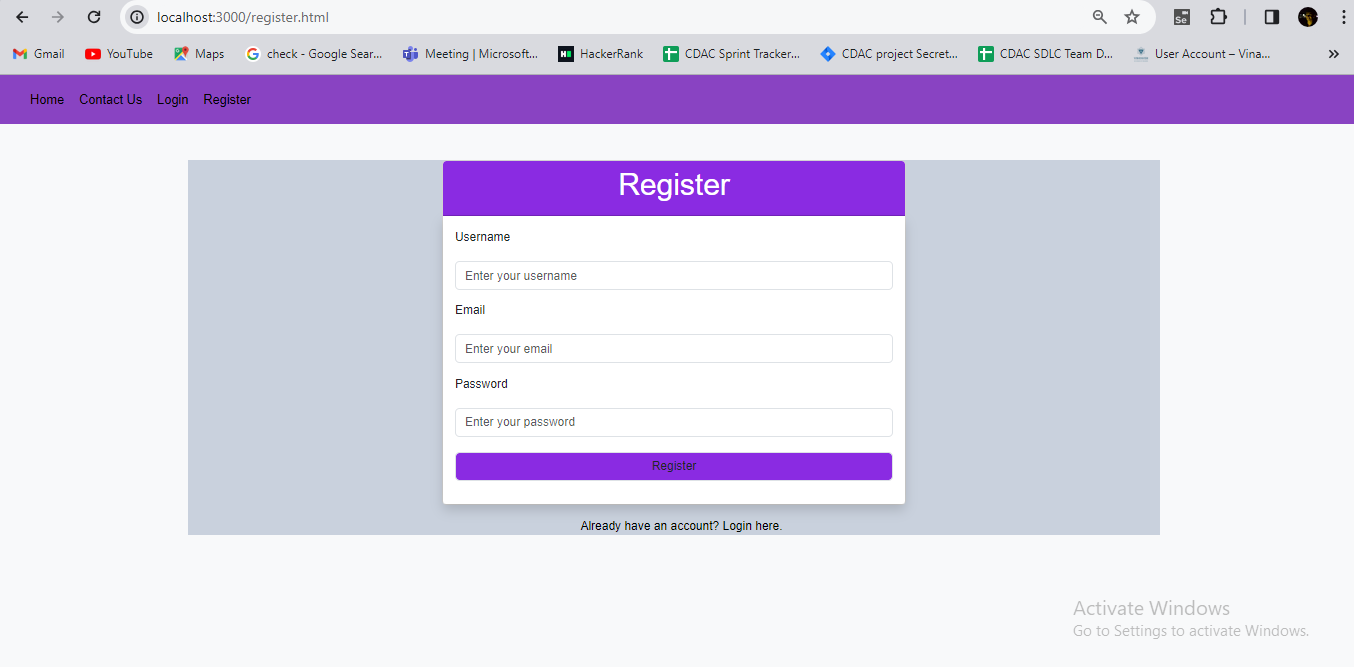 localhost:3000/register.html
Se
Gmail YouTube Maps check - Google Sear... Meeting | Microsoft... HackerRank CDAC Sprint Tracker... CDAC project Secret... CDAC SDLC Team D... User Account – Vina... »
Home Contact Us Login Register
Register
Username
Enter your username
Email
Enter your email
Password
Enter your password
Register
Already have an account? Login here.
Activate Windows
Go to Settings to activate Windows.